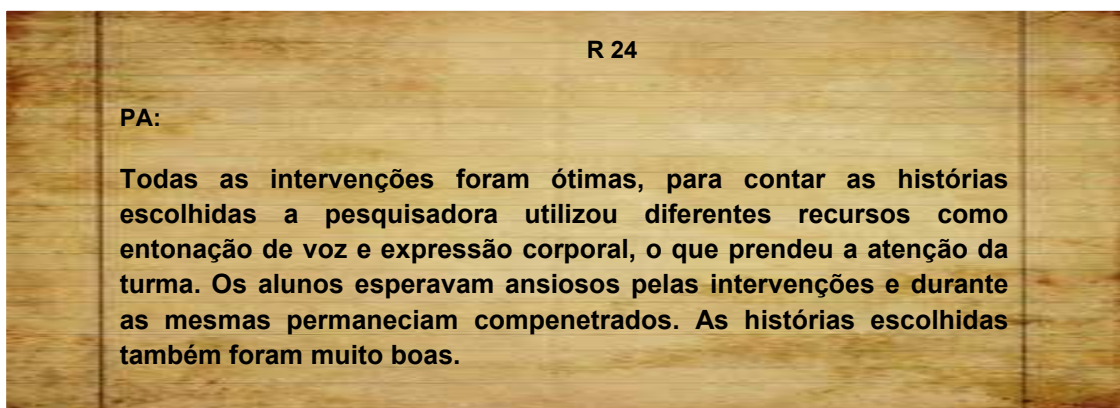 R 24
PA:
Todas as intervenções foram ótimas, para contar as histórias
escolhidas a pesquisadora utilizou diferentes recursos como
entonação de voz e expressão corporal, o que prendeu a atenção da
turma. Os alunos esperavam ansiosos pelas intervenções e durante
as mesmas permaneciam compenetrados. As histórias escolhidas
também foram muito boas.